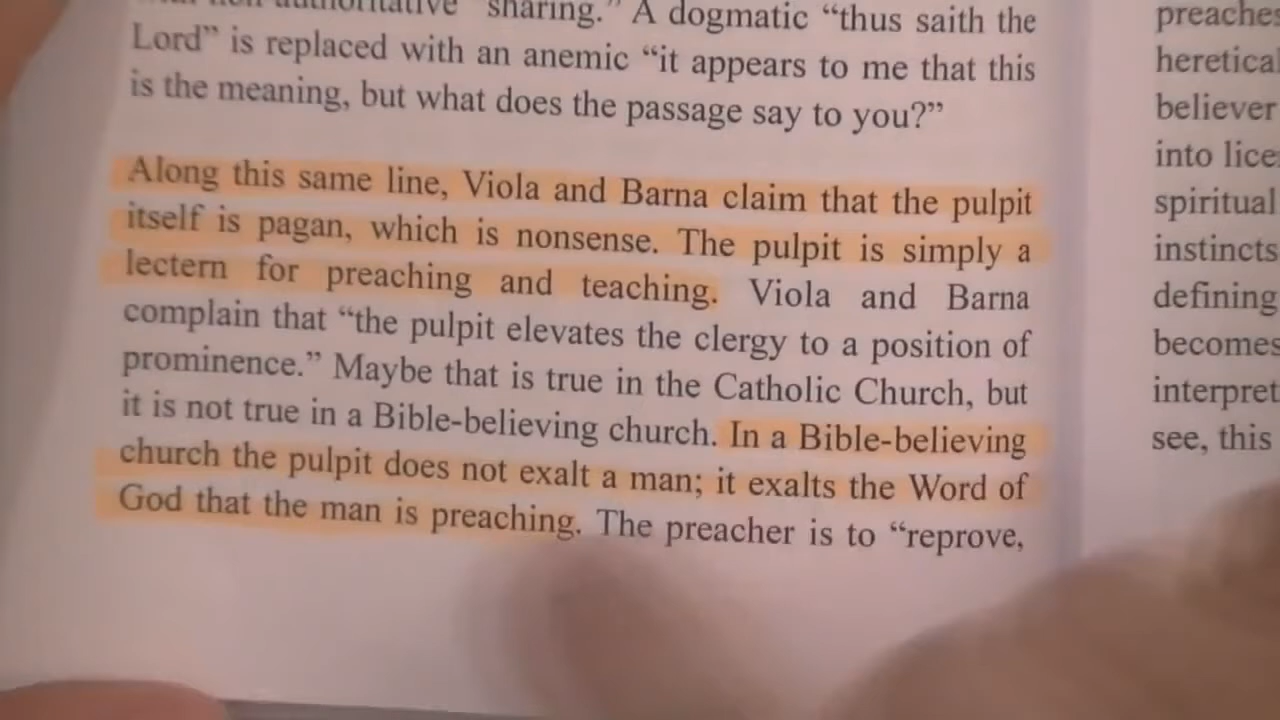 authoritative "sharing." A dogmatic "thus saith the
Lord" is replaced with an anemic "it appears to me that this
is the meaning, but what does the passage say to you?"
Along this same line, Viola and Barna claim that the pulpit
itself is pagan, which is nonsense. The pulpit is simply a
lectern for preaching and teaching. Viola and Barna
complain that "the pulpit elevates the clergy to a position of
prominence." Maybe that is true in the Catholic Church, but
it is not true in a Bible-believing church. In a Bible-believing
church the pulpit does not exalt a man; it exalts the Word of
God that the man is preaching. The preacher is to "reprove,
preache
heretical
believer
into lice
spiritual
instincts
defining
becomes
interpret
see, this